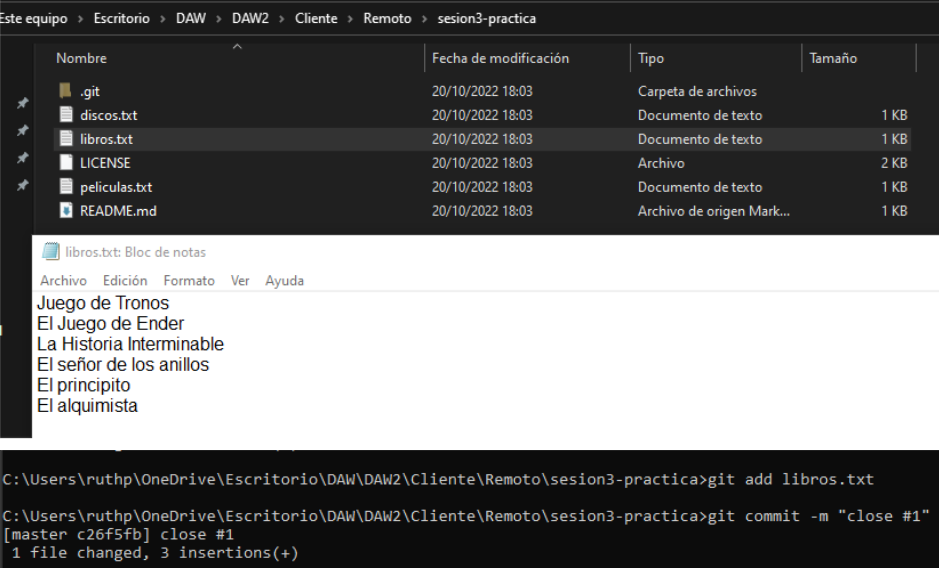 Este equipo > Escritorio > DAW > DAW2 > Cliente > Remoto > sesion3-practica
Nombre Fecha de modificación Tipo Tamaño
.git 20/10/2022 18:03 Carpeta de archivos
discos.txt 20/10/2022 18:03 Documento de texto 1 KB
libros.txt 20/10/2022 18:03 Documento de texto 1 KB
LICENSE 20/10/2022 18:03 Archivo 2 KB
peliculas.txt 20/10/2022 18:03 Documento de texto 1 KB
README.md 20/10/2022 18:03 Archivo de origen Mark... 1 KB
libros.txt: Bloc de notas
Archivo Edición Formato Ver Ayuda
Juego de Tronos
El Juego de Ender
La Historia Interminable
El señor de los anillos
El principito
El alquimista
C:\Users\ruthp\OneDrive\Escritorio\DAW\DAW2\Cliente\Remoto\sesion3-practica>git add libros.txt
C:\Users\ruthp\OneDrive\Escritorio\DAW\DAW2\Cliente\Remoto\sesion3-practica>git commit -m "close #1"
[master c26f5fb] close #1
1 file changed, 3 insertions(+)